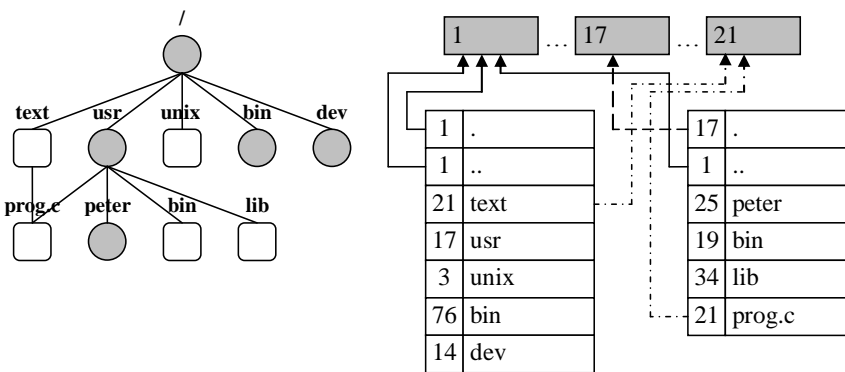 /
text usr unix bin dev
prog.c peter bin lib
1 ... 17 ... 21
1 .
1 ..
21 text
17 usr
3 unix
76 bin
14 dev
17 .
1 ..
25 peter
19 bin
34 lib
21 prog.c